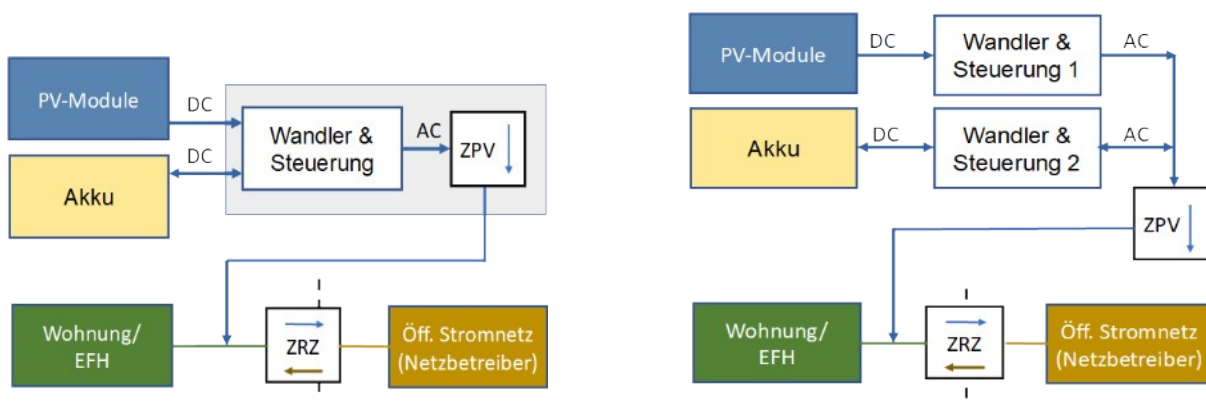 PV-Module
DC
Akku
DC
Wandler &
Steuerung
AC
ZPV
Wohnung/
EFH
ZRZ
Öff. Stromnetz
(Netzbetreiber)
PV-Module
DC
Wandler &
Steuerung 1
AC
Akku
DC
Wandler &
Steuerung 2
AC
ZPV
Wohnung/
EFH
ZRZ
Öff. Stromnetz
(Netzbetreiber)